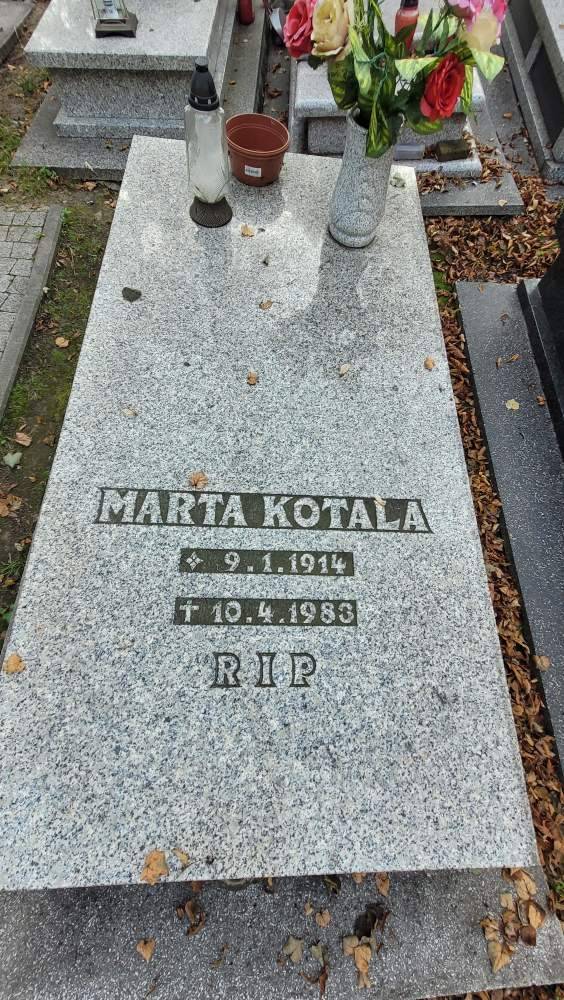 MARTA KOTALA
9.1.1914
✝ 10.4.1983
RIP